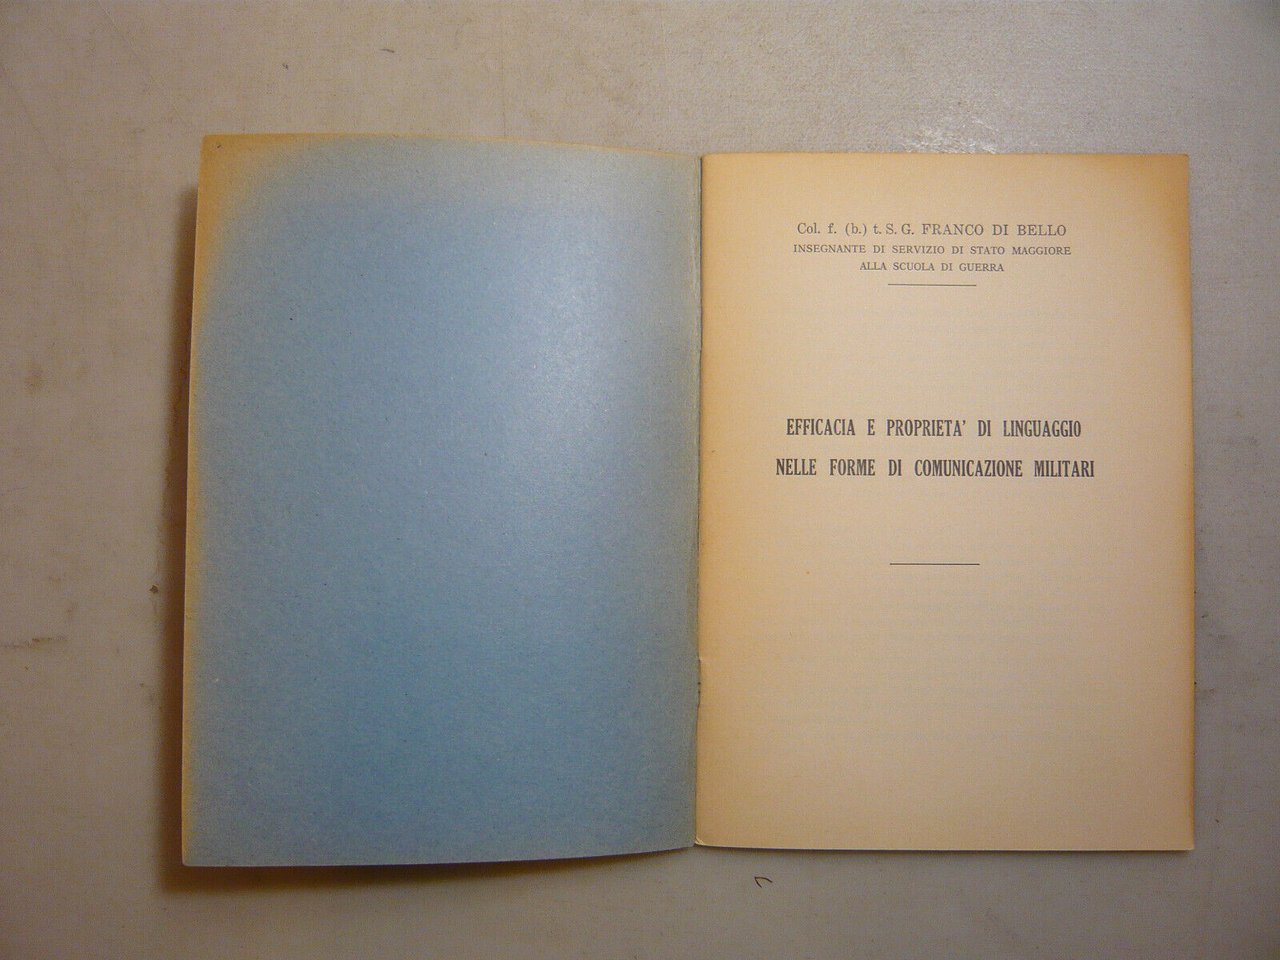 Col. f. (b.) t. S. G. FRANCO DI BELLO
INSEGNANTE DI SERVIZIO DI STATO MAGGIORE
ALLA SCUOLA DI GUERRA
EFFICACIA E PROPRIETA' DI LINGUAGGIO
NELLE FORME DI COMUNICAZIONE MILITARI